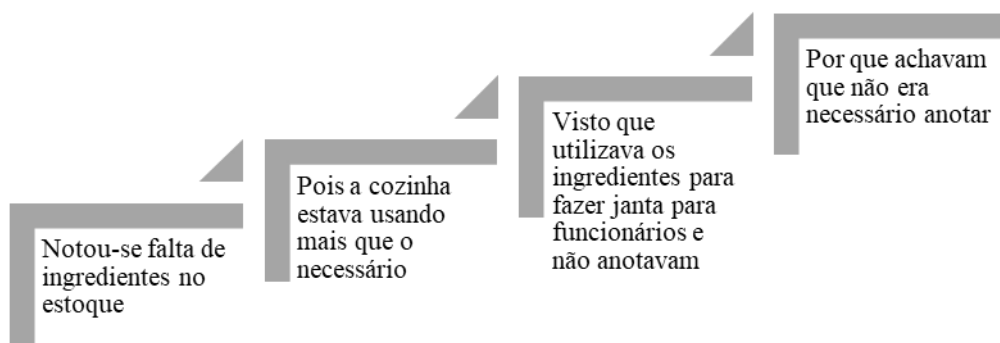 Notou-se falta de
ingredientes no
estoque
Pois a cozinha
estava usando
mais que o
necessário
Visto que
utilizava os
ingredientes para
fazer janta para
funcionários e
não anotavam
Por que achavam
que não era
necessário anotar